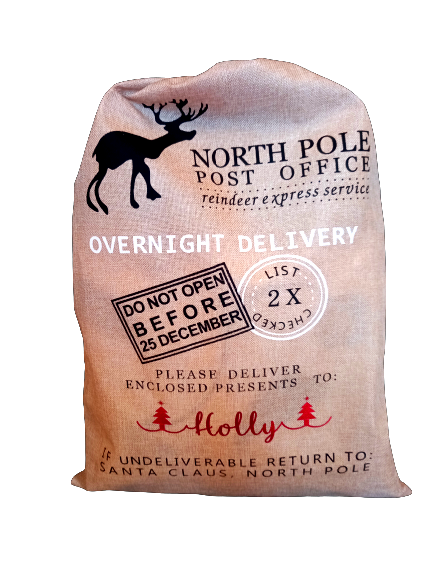 NORTH POLE
POST OFFICE
reindeer express service
OVERNIGHT DELIVERY
DO NOT OPEN
BEFORE
25 DECEMBER
LIST
2 X
CHECKED
PLEASE DELIVER
ENCLOSED PRESENTS TO:
Holly
IF UNDELIVERABLE RETURN TO:
SANTA CLAUS, NORTH POLE